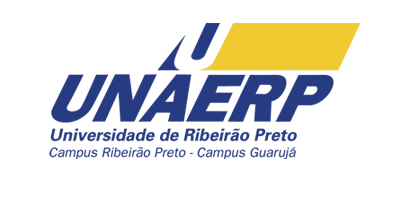 U
UNAERP
Universidade de Ribeirão Preto
Campus Ribeirão Preto - Campus Guarujá